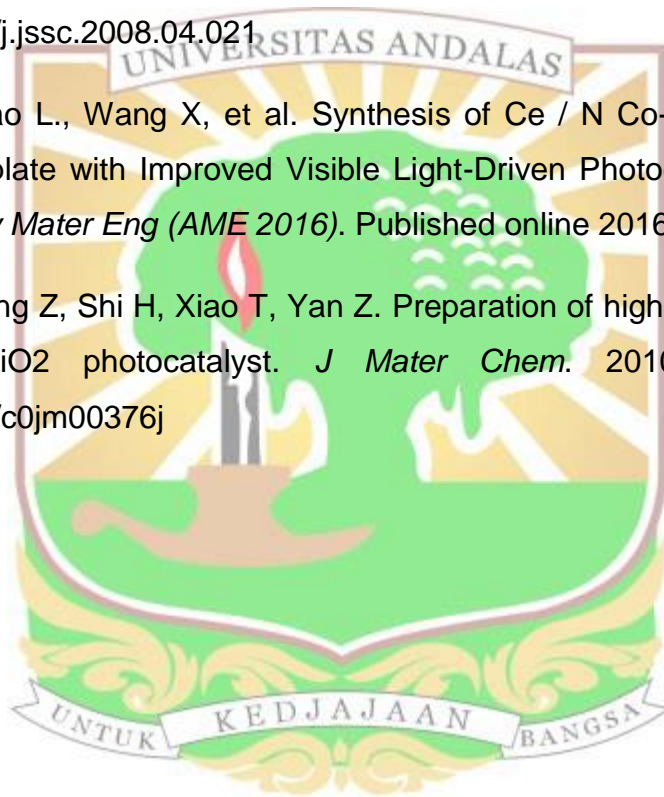 /j.jssc.2008.04.021
UNIVERSITAS ANDALAS
ao L., Wang X, et al. Synthesis of Ce / N Co-
plate with Improved Visible Light-Driven Photo
v Mater Eng (AME 2016). Published online 2016
ng Z, Shi H, Xiao T, Yan Z. Preparation of high
iO2 photocatalyst. J Mater Chem. 2010
/c0jm00376j
UNTUK KEDJAJAAN BANGSA